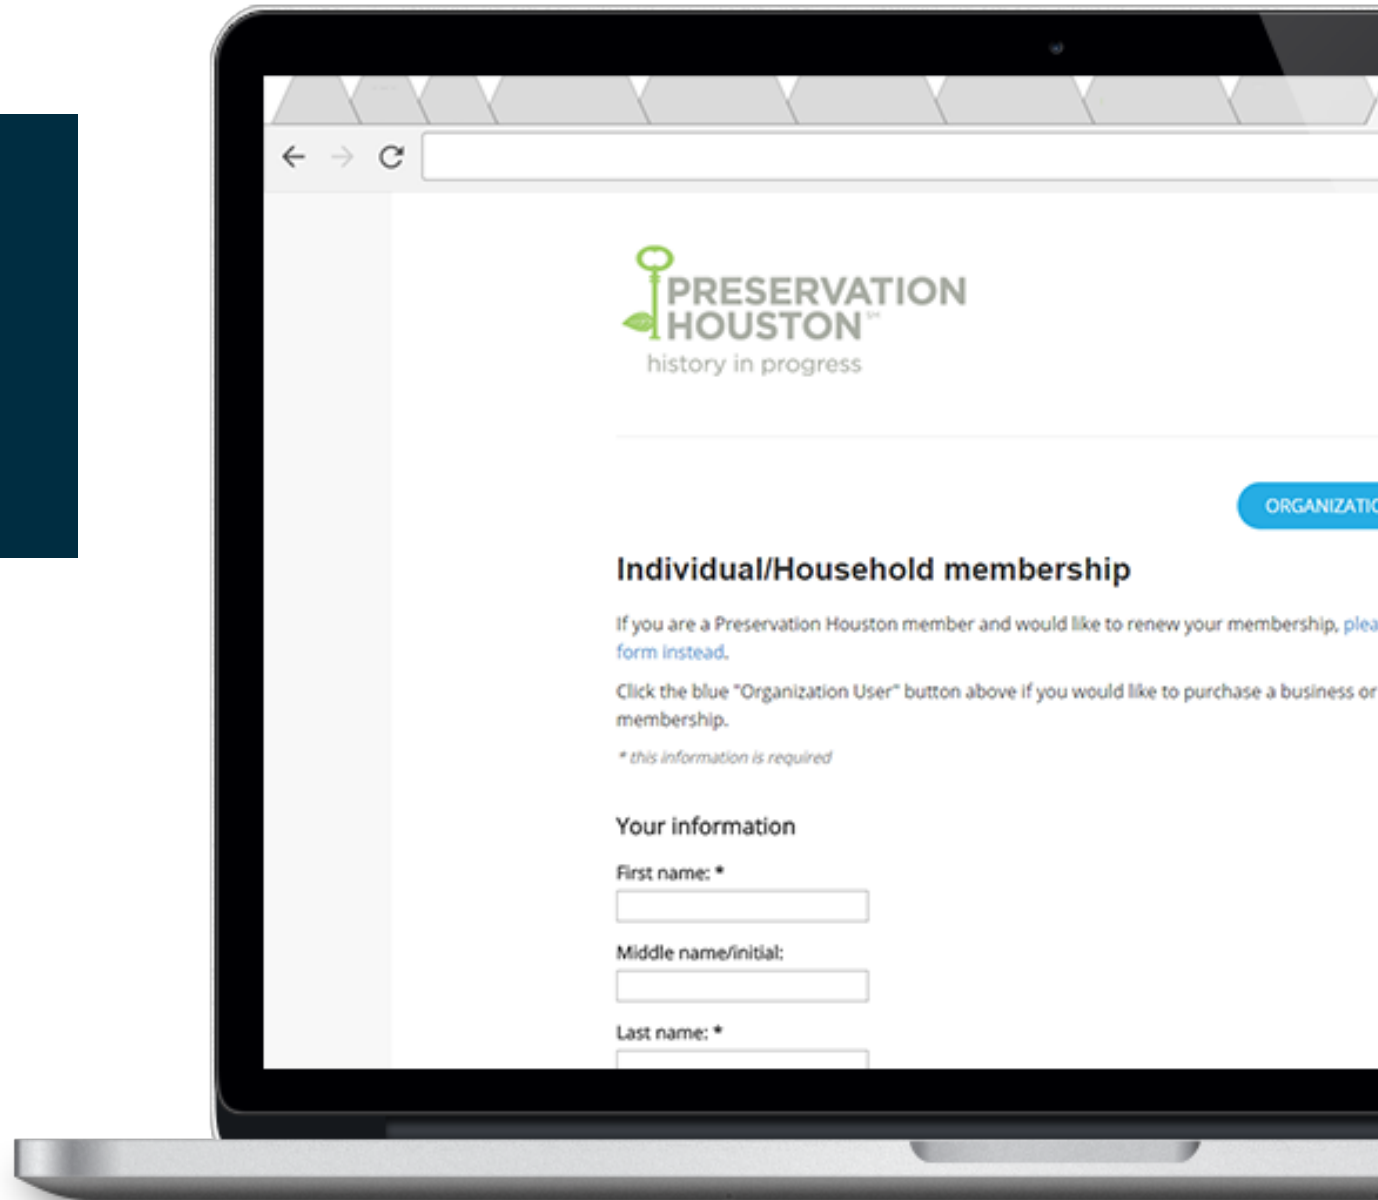 PRESERVATION
HOUSTON℠
history in progress
ORGANIZATIO
Individual/Household membership
If you are a Preservation Houston member and would like to renew your membership, plea
form instead.
Click the blue "Organization User" button above if you would like to purchase a business or
membership.
* this information is required
Your information
First name: *
Middle name/initial:
Last name: *